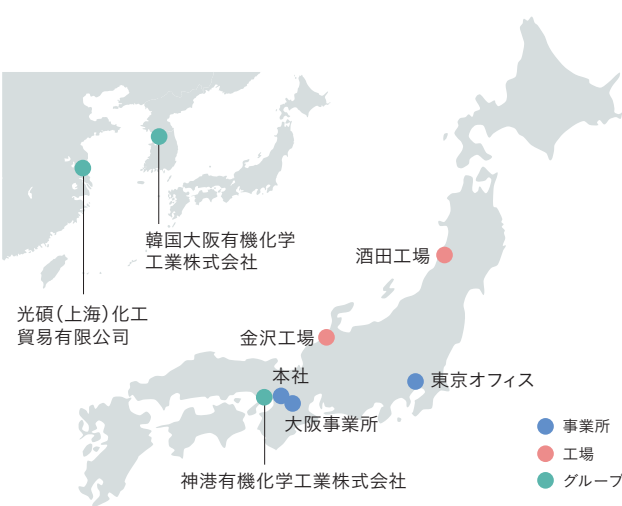 韓国大阪有機化学
工業株式会社
酒田工場
光碩（上海）化工
貿易有限公司
金沢工場
本社
東京オフィス
大阪事業所
事業所
工場
神港有機化学工業株式会社
グループ